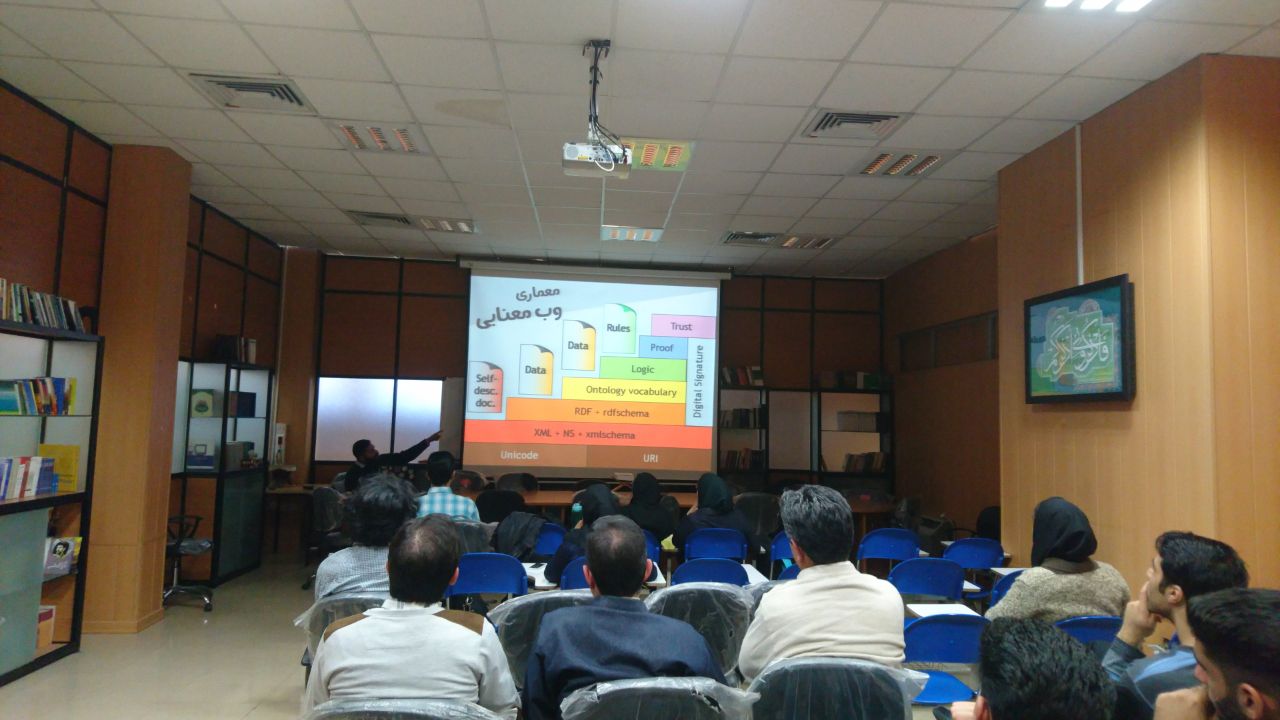 معماری
وب معنایی
Rules
Trust
Data
Proof
Data
Logic
Self-
desc.
doc.
Ontology vocabulary
Digital Signature
RDF + rdfschema
XML + NS + xmlschema
Unicode
URI